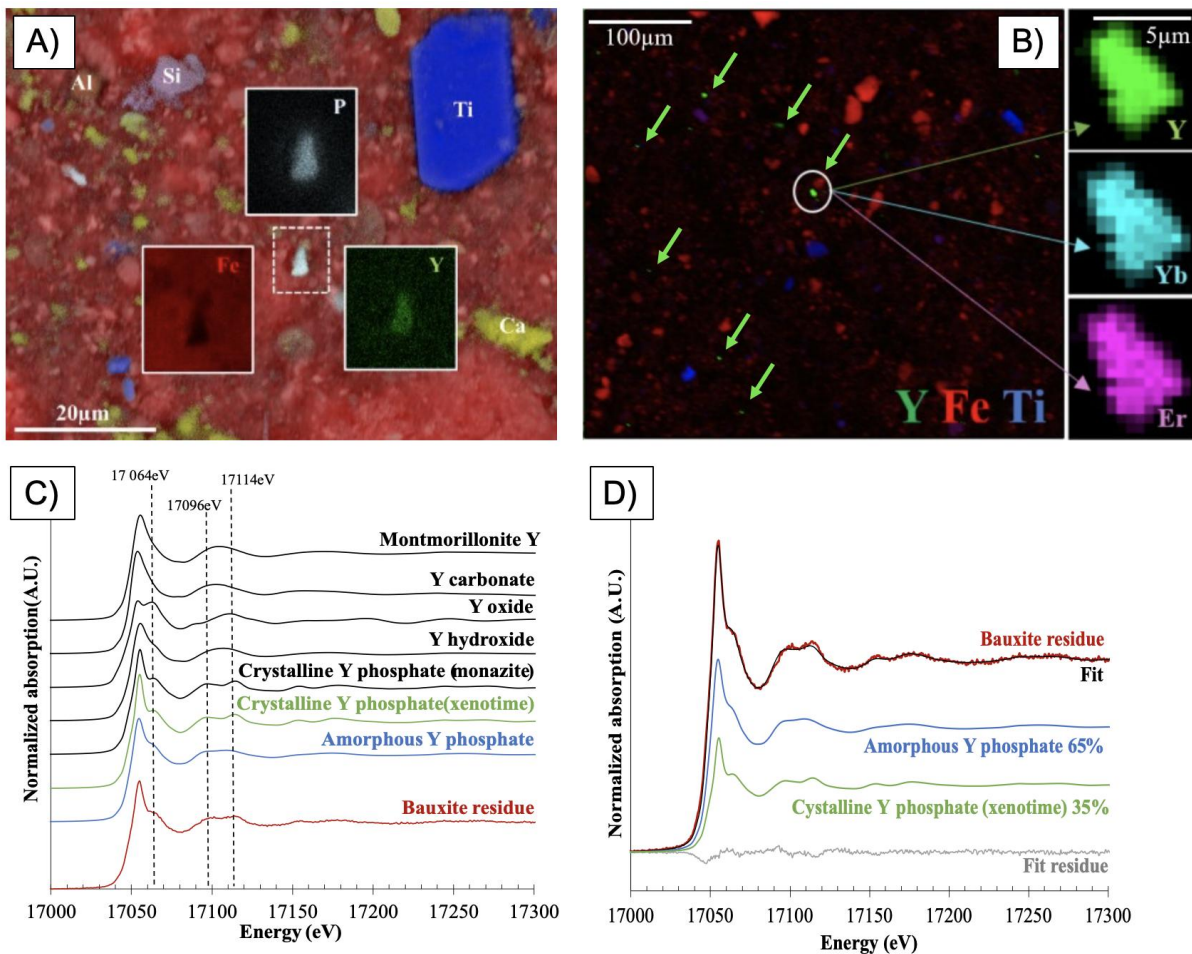 A)
Al
Si
P
Ti
Fe
Y
Ca
20µm
100µm
B)
5µm
Y
Yb
Er
Y Fe Ti
C)
17 064eV
17096eV
17114eV
Montmorillonite Y
Y carbonate
Y oxide
Y hydroxide
Crystalline Y phosphate (monazite)
Crystalline Y phosphate(xenotime)
Amorphous Y phosphate
Bauxite residue
Normalized absorption(A.U.)
17000 17050 17100 17150 17200 17250 17300
Energy (eV)
D)
Bauxite residue
Fit
Amorphous Y phosphate 65%
Cystalline Y phosphate (xenotime) 35%
Fit residue
Normalized absorption (A.U.)
17000 17050 17100 17150 17200 17250 17300
Energy (eV)